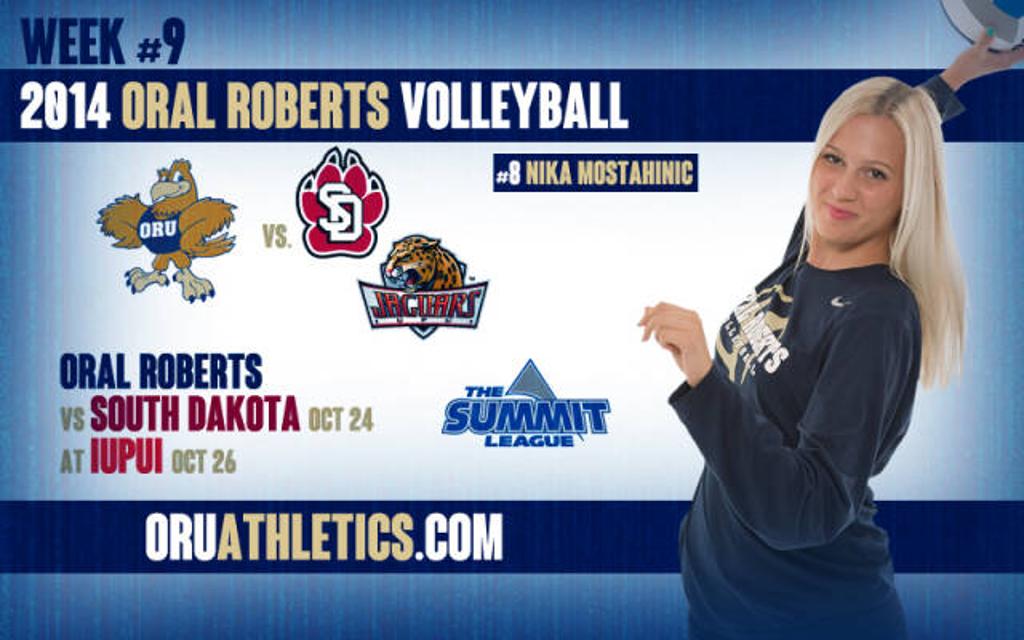 WEEK #9
2014 ORAL ROBERTS VOLLEYBALL
#8 NIKA MOSTAHINIC
ORU
VS.
SD
JAGUARS
IUPUI
ORAL ROBERTS
VS SOUTH DAKOTA OCT 24
AT IUPUI OCT 26
THE
SUMMIT
LEAGUE
ORUATHLETICS.COM